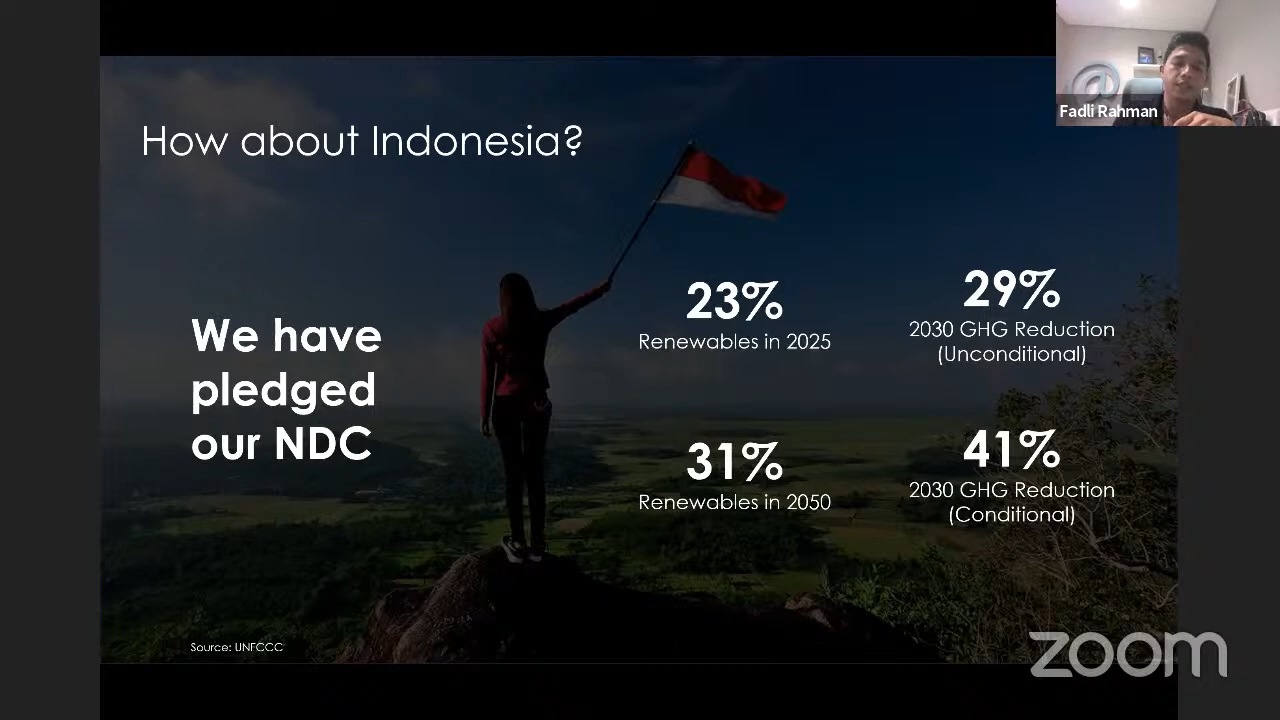 Fadli Rahman
How about Indonesia?
We have
pledged
our NDC
23%
Renewables in 2025
29%
2030 GHG Reduction
(Unconditional)
31%
Renewables in 2050
41%
2030 GHG Reduction
(Conditional)
Source: UNFCCC
zoom